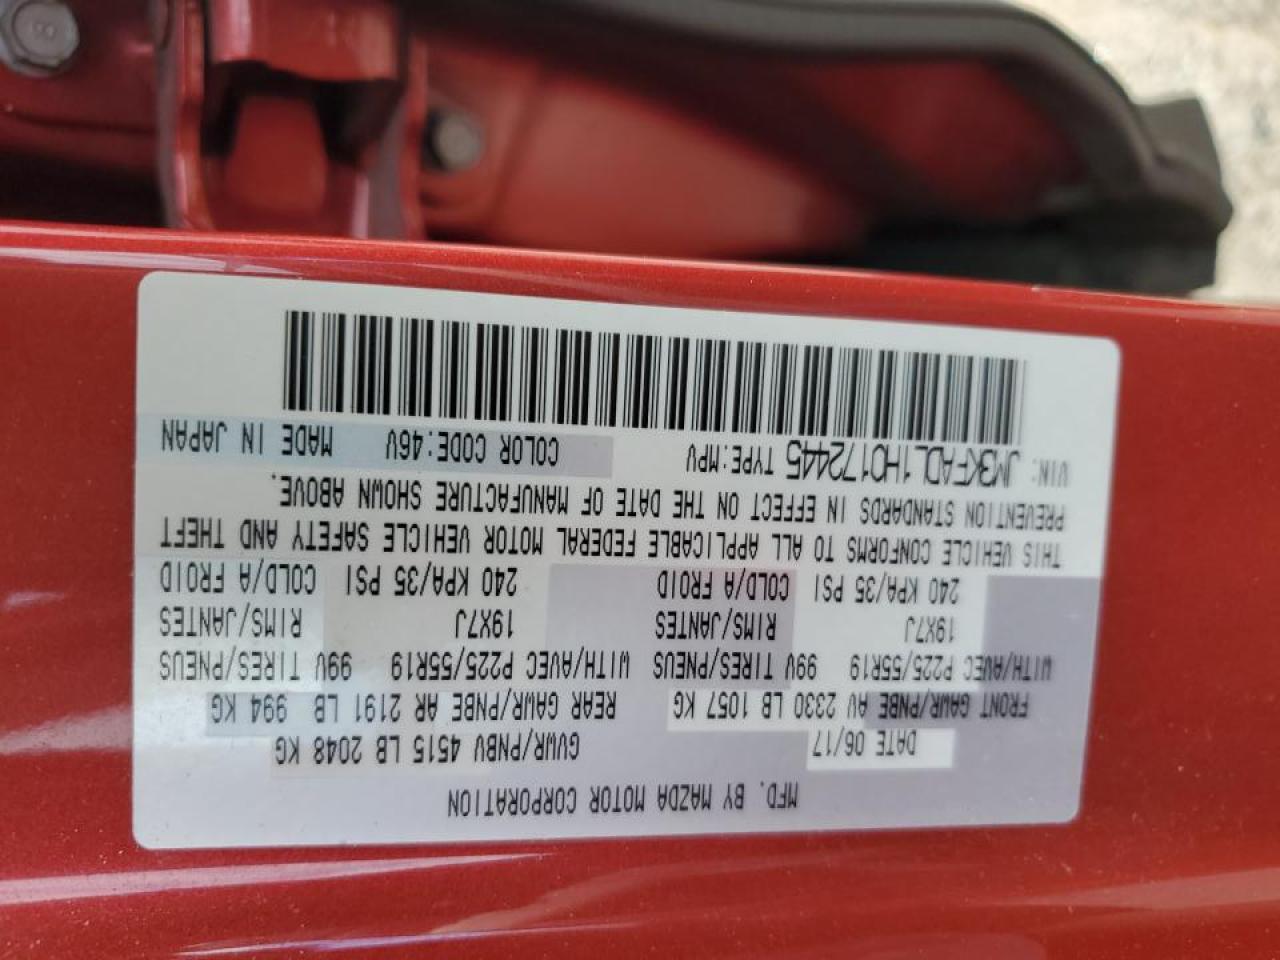 MFD. BY MAZDA MOTOR CORPORATION
DATE 06/17 GVWR/PNBV 4515 LB 2048 KG
FRONT GAWR/PNBE AV 2330 LB 1057 KG REAR GAWR/PNBE AR 2191 LB 994 KG
WITH/AVEC P225/55R19 99V TIRES/PNEUS WITH/AVEC P225/55R19 99V TIRES/PNEUS
19X7J RIMS/JANTES 19X7J RIMS/JANTES
240 KPA/35 PSI COLD/A FROID 240 KPA/35 PSI COLD/A FROID
THIS VEHICLE CONFORMS TO ALL APPLICABLE FEDERAL MOTOR VEHICLE SAFETY AND THEFT
PREVENTION STANDARDS IN EFFECT ON THE DATE OF MANUFACTURE SHOWN ABOVE.
VIN: JM3KFADL1H0172445 TYPE:MPV COLOR CODE:46V MADE IN JAPAN